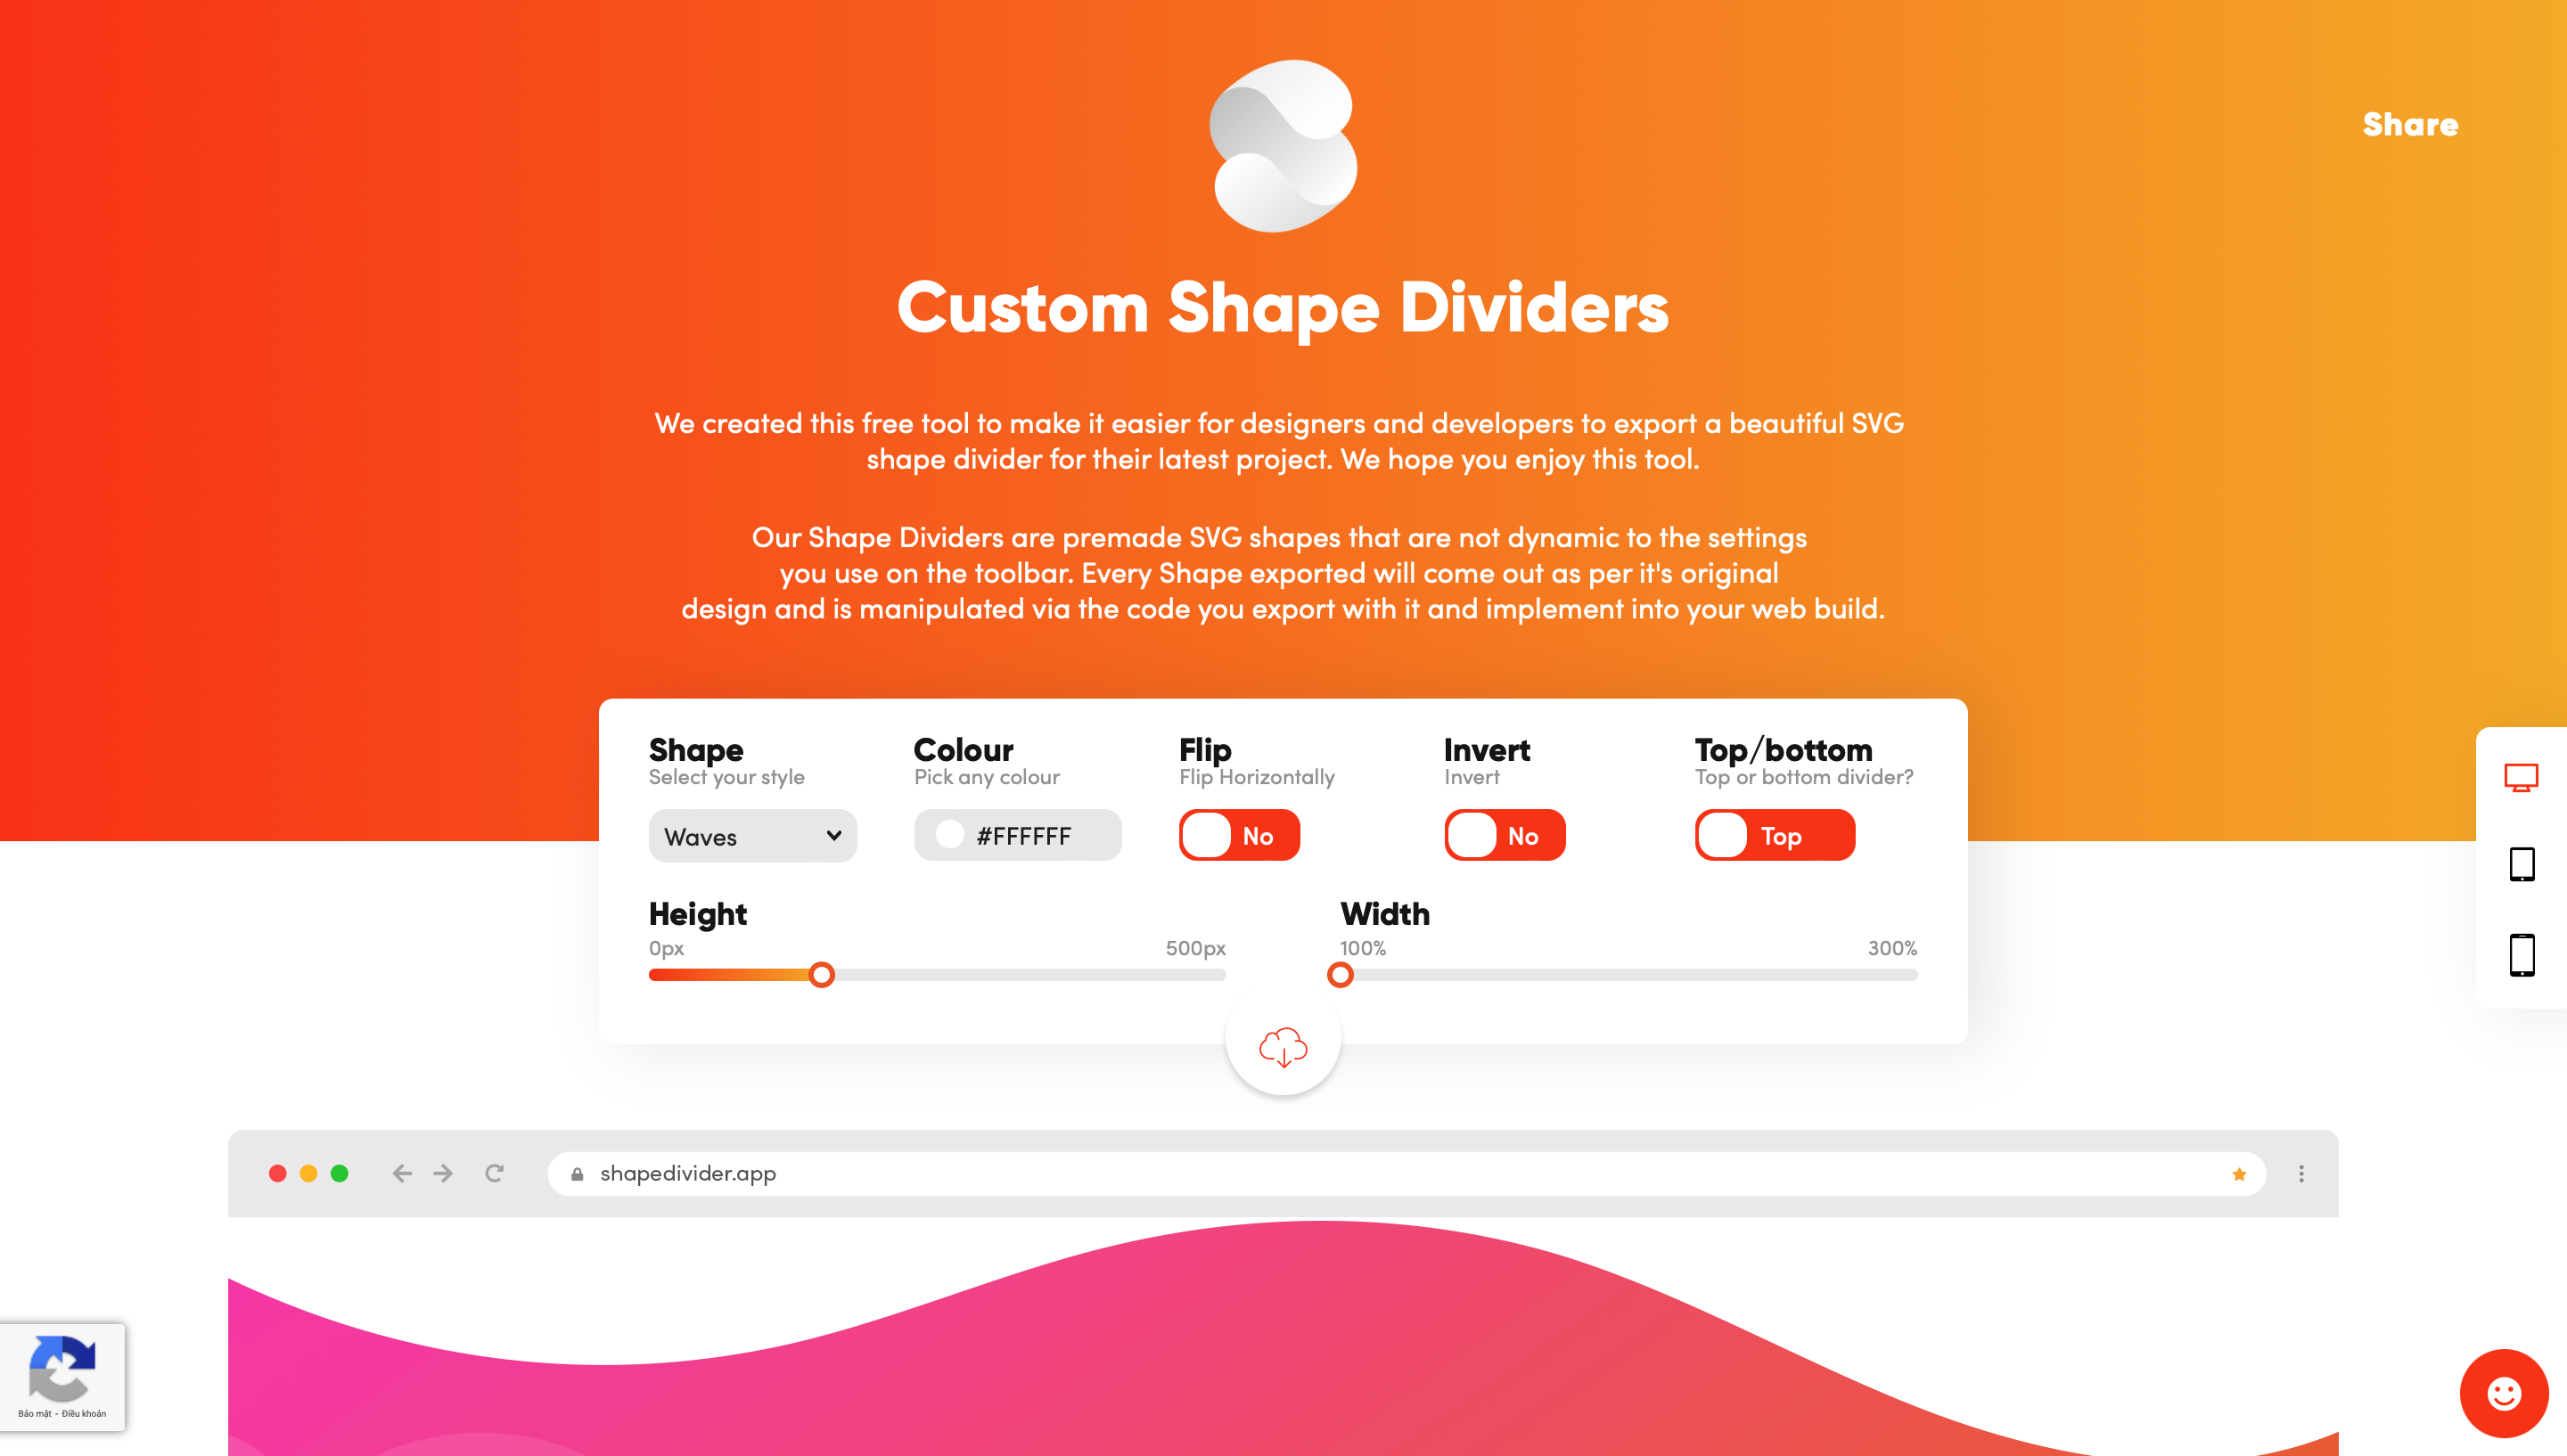 Share
Custom Shape Dividers
We created this free tool to make it easier for designers and developers to export a beautiful SVG
shape divider for their latest project. We hope you enjoy this tool.
Our Shape Dividers are premade SVG shapes that are not dynamic to the settings
you use on the toolbar. Every Shape exported will come out as per it's original
design and is manipulated via the code you export with it and implement into your web build.
Shape
Select your style
Waves
Colour
Pick any colour
#FFFFFF
Flip
Flip Horizontally
No
Invert
Invert
No
Top/bottom
Top or bottom divider?
Top
Height
0px 500px
Width
100% 300%
shapedivider.app
Bảo mật - Điều khoản